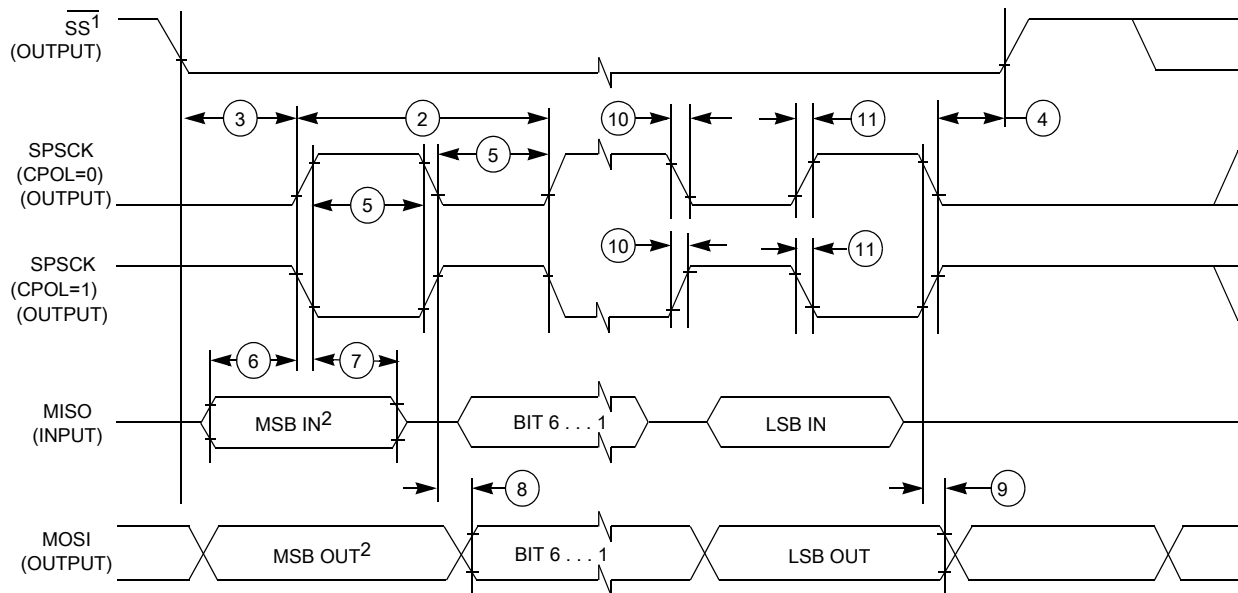 SS1
(OUTPUT)
3
2
10
11
4
SPSCK
(CPOL=0)
(OUTPUT)
5
5
SPSCK
(CPOL=1)
(OUTPUT)
10
11
6
7
MISO
(INPUT)
MSB IN2
BIT 6 . . . 1
LSB IN
8
9
MOSI
(OUTPUT)
MSB OUT2
BIT 6 . . . 1
LSB OUT